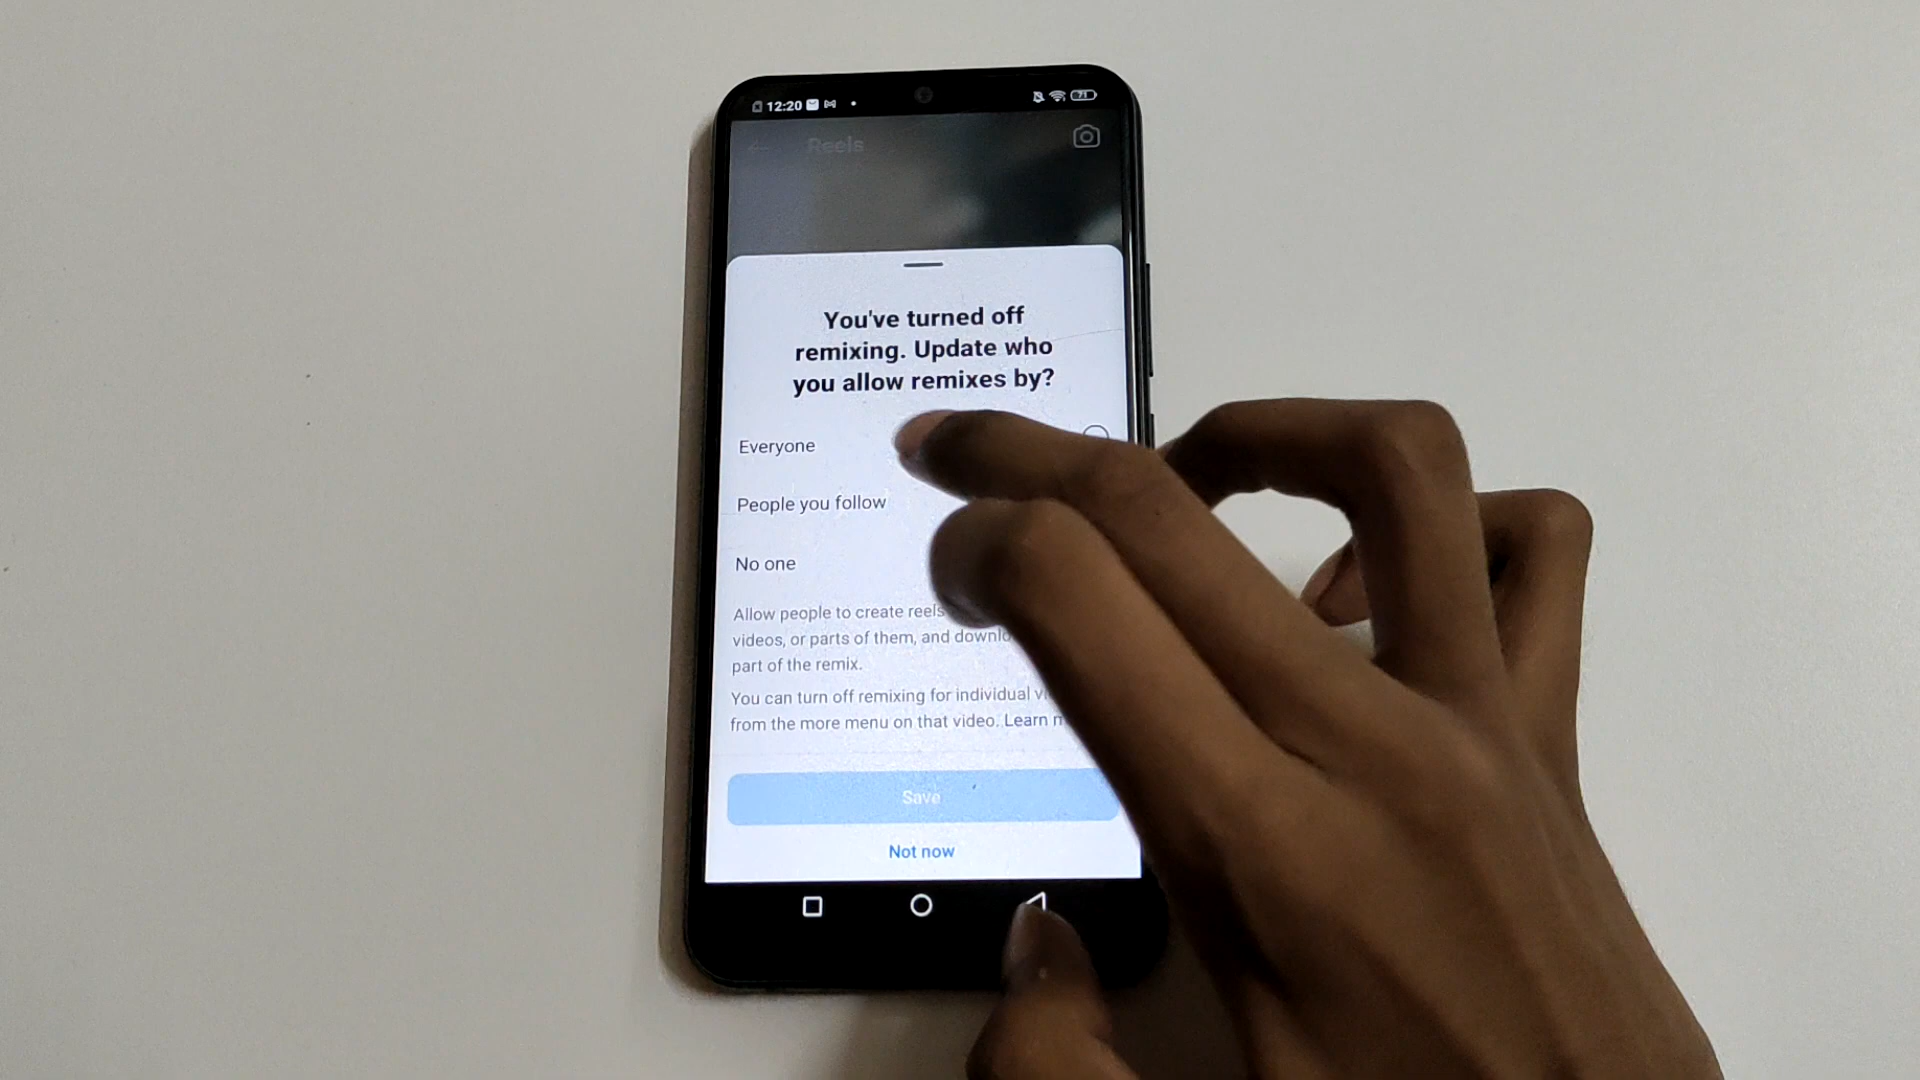 12:20
71
Reels
You've turned off
remixing. Update who
you allow remixes by?
Everyone
People you follow
No one
Allow people to create reels
videos, or parts of them, and
part of the remix.
You can turn off remixing for individual
from the more menu on that video. Learn
Save
Not now